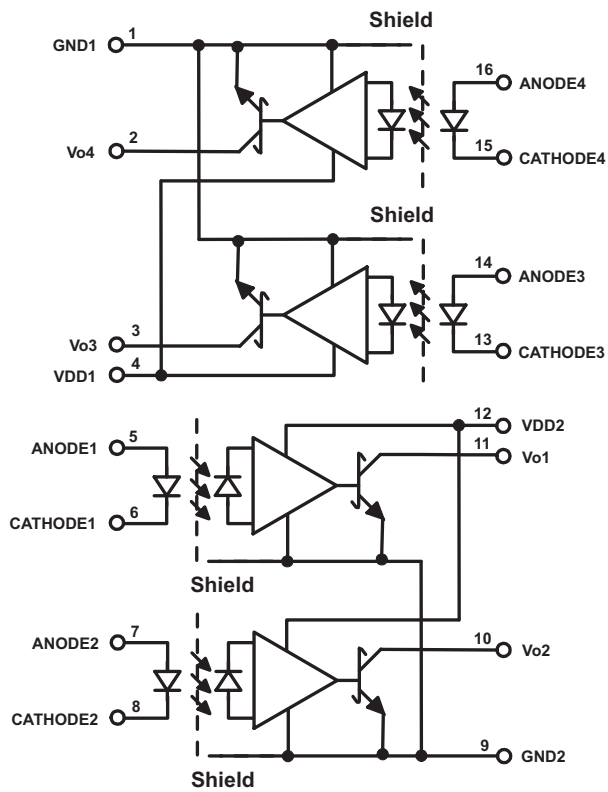 Shield
1
GND1
16
ANODE4
2
Vo4
15
CATHODE4
Shield
14
ANODE3
3
Vo3
13
CATHODE3
4
VDD1
12
VDD2
5
ANODE1
11
Vo1
6
CATHODE1
Shield
7
ANODE2
10
Vo2
8
CATHODE2
9
GND2
Shield